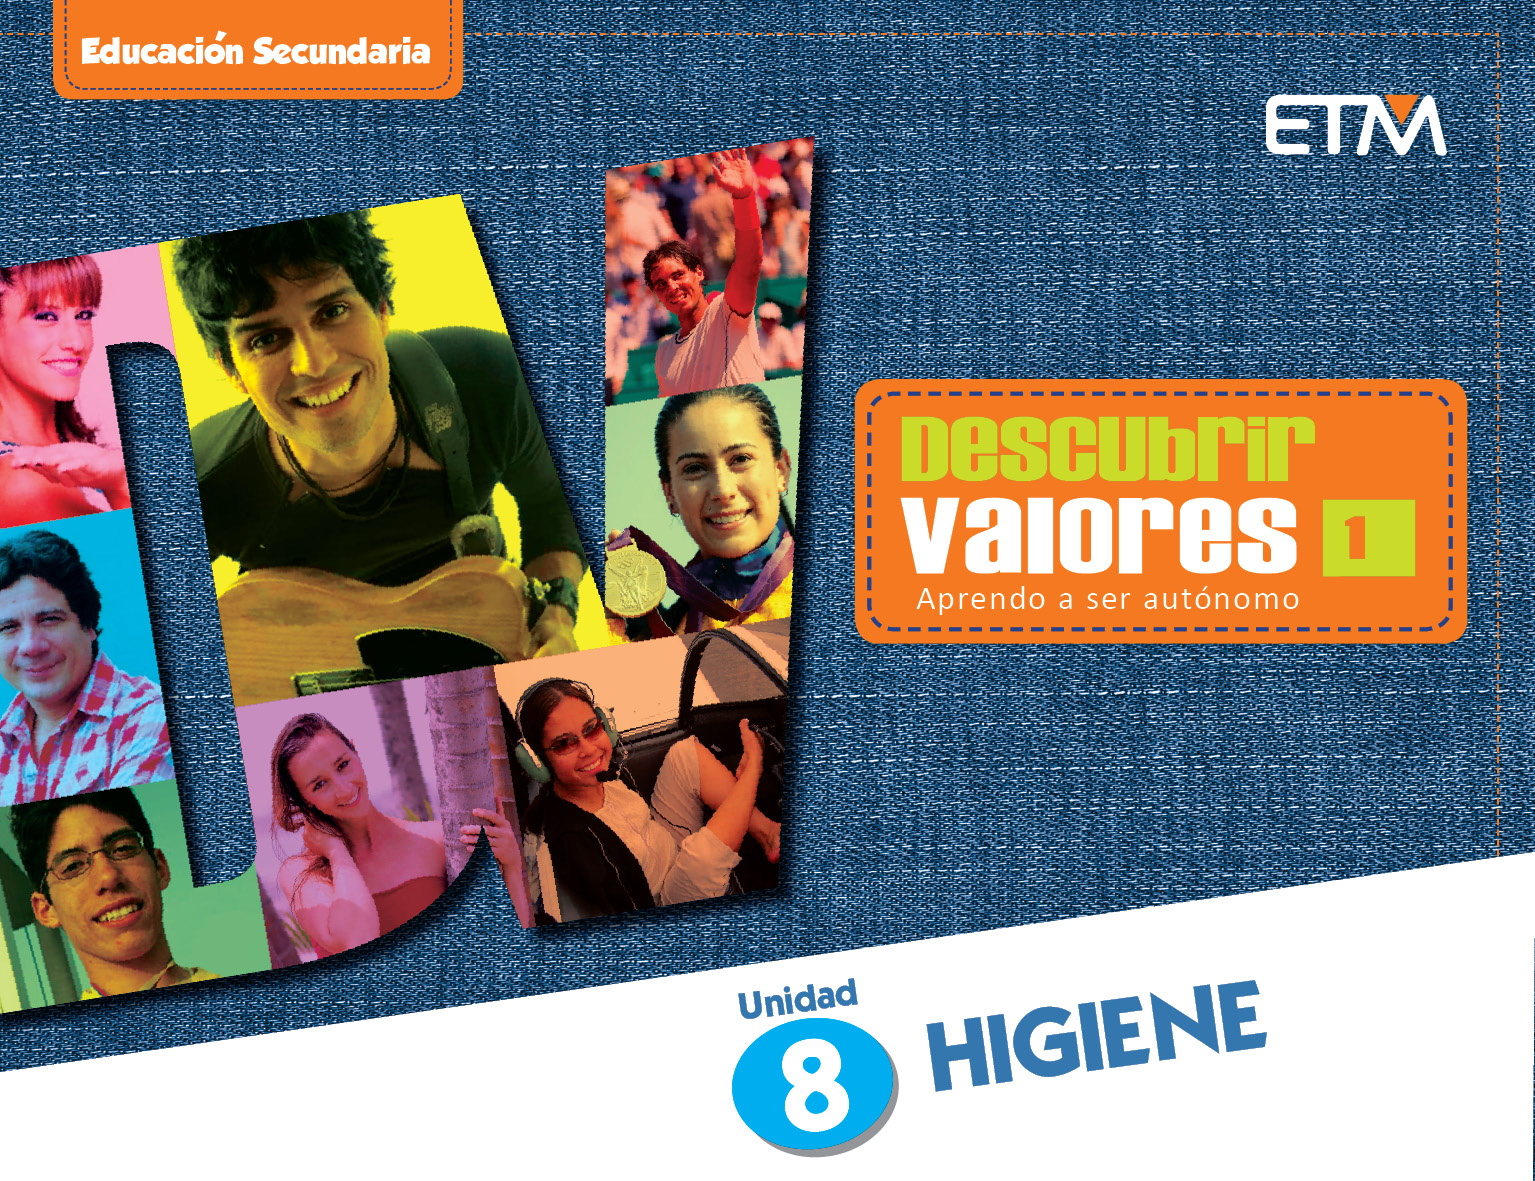 Educación Secundaria
ETM
Descubrir
valores 1
Aprendo a ser autónomo
Unidad
8
HIGIENE